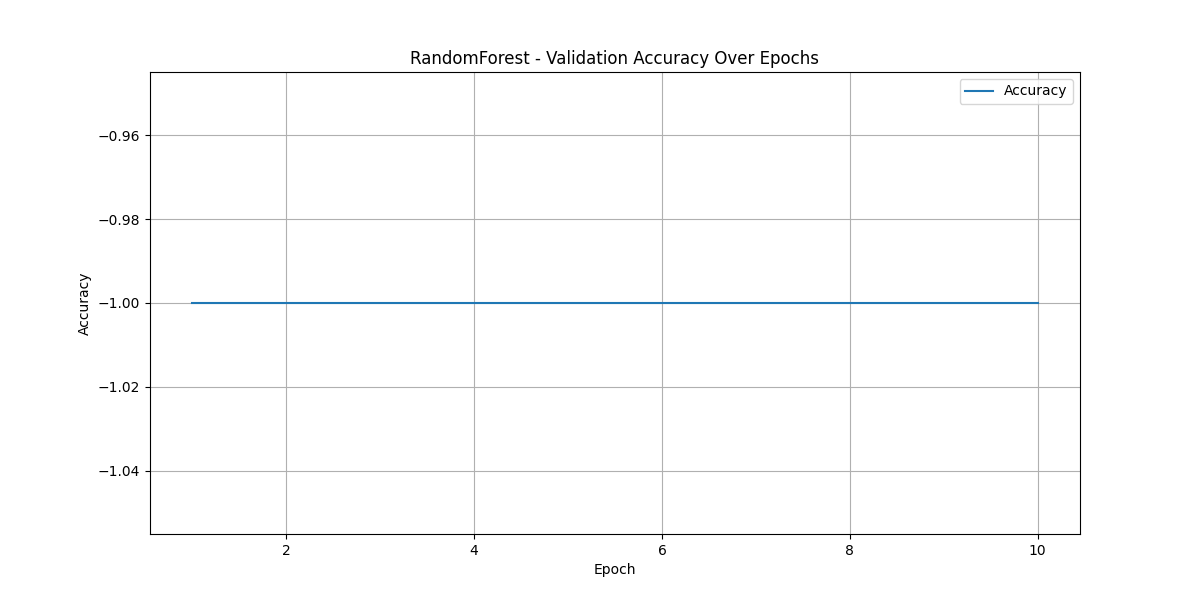 RandomForest - Validation Accuracy Over Epochs
Accuracy
−0.96
−0.98
−1.00
−1.02
−1.04
Accuracy
2 4 6 8 10
Epoch